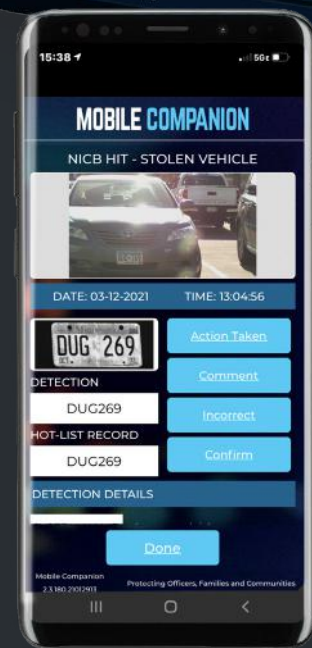 15:38
5GE
MOBILE COMPANION
NICB HIT - STOLEN VEHICLE
DATE: 03-12-2021 TIME: 13:04:56
DUG 269
Action Taken
DETECTION
Comment
DUG269
Incorrect
HOT-LIST RECORD
DUG269
Confirm
DETECTION DETAILS
Done
Mobile Companion
Protecting Officers, Families and Communities